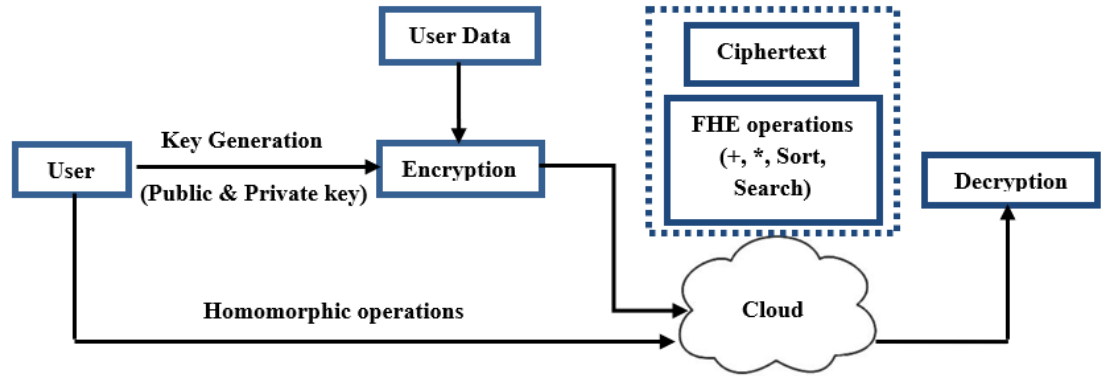 User Data
Ciphertext
FHE operations
(+, *, Sort,
Search)
Key Generation
User
Encryption
Decryption
(Public & Private key)
Homomorphic operations
Cloud